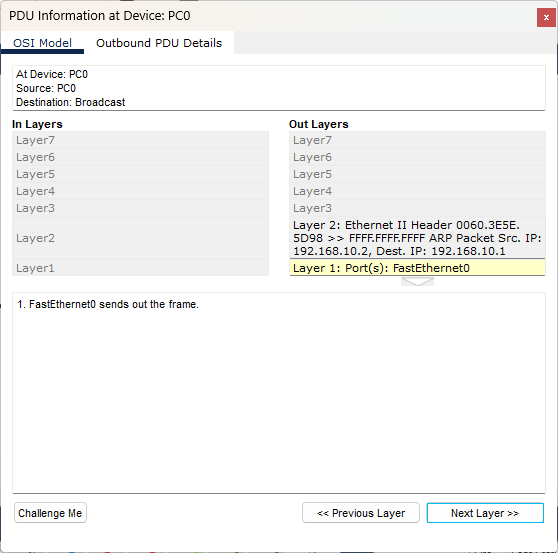 PDU Information at Device: PC0
x
OSI Model
Outbound PDU Details
At Device: PC0
Source: PC0
Destination: Broadcast
In Layers
Layer7
Layer6
Layer5
Layer4
Layer3
Layer2
Layer1
Out Layers
Layer7
Layer6
Layer5
Layer4
Layer3
Layer 2: Ethernet II Header 0060.3E5E.
5D98 >> FFFF.FFFF.FFFF ARP Packet Src. IP:
192.168.10.2, Dest. IP: 192.168.10.1
Layer 1: Port(s): FastEthernet0
1. FastEthernet0 sends out the frame.
Challenge Me
<< Previous Layer
Next Layer >>